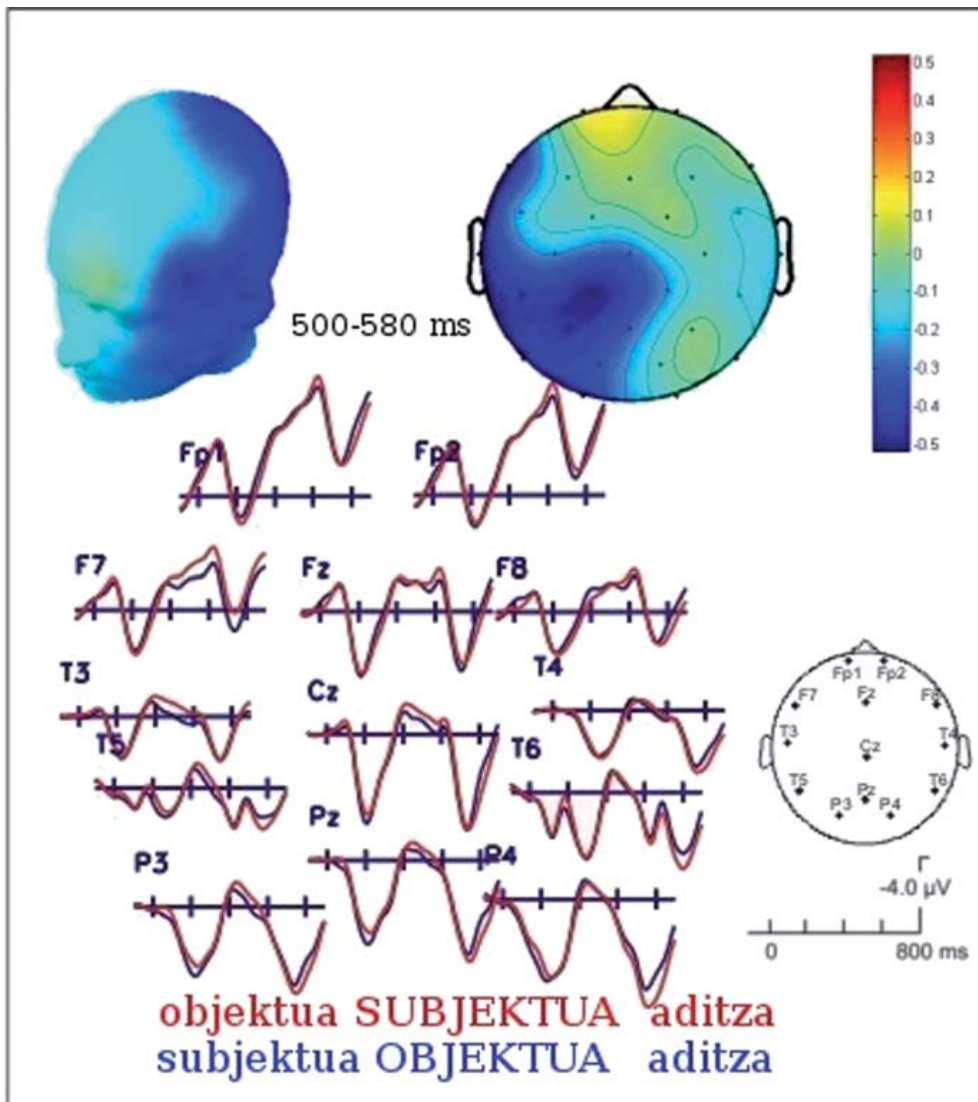 0.5
0.4
0.3
0.2
0.1
0
-0.1
-0.2
-0.3
-0.4
-0.5
500-580 ms
Fp1 Fp2
F7 Fz F8
T3 Cz T4
T5 T6
Pz
P3 P4
Fp1 Fp2
F7 Fz F8
T3 Cz T4
T5 Pz T6
P3 P4
-4.0 µV
0 800 ms
objektua SUBJEKTUA aditza
subjektua OBJEKTUA aditza